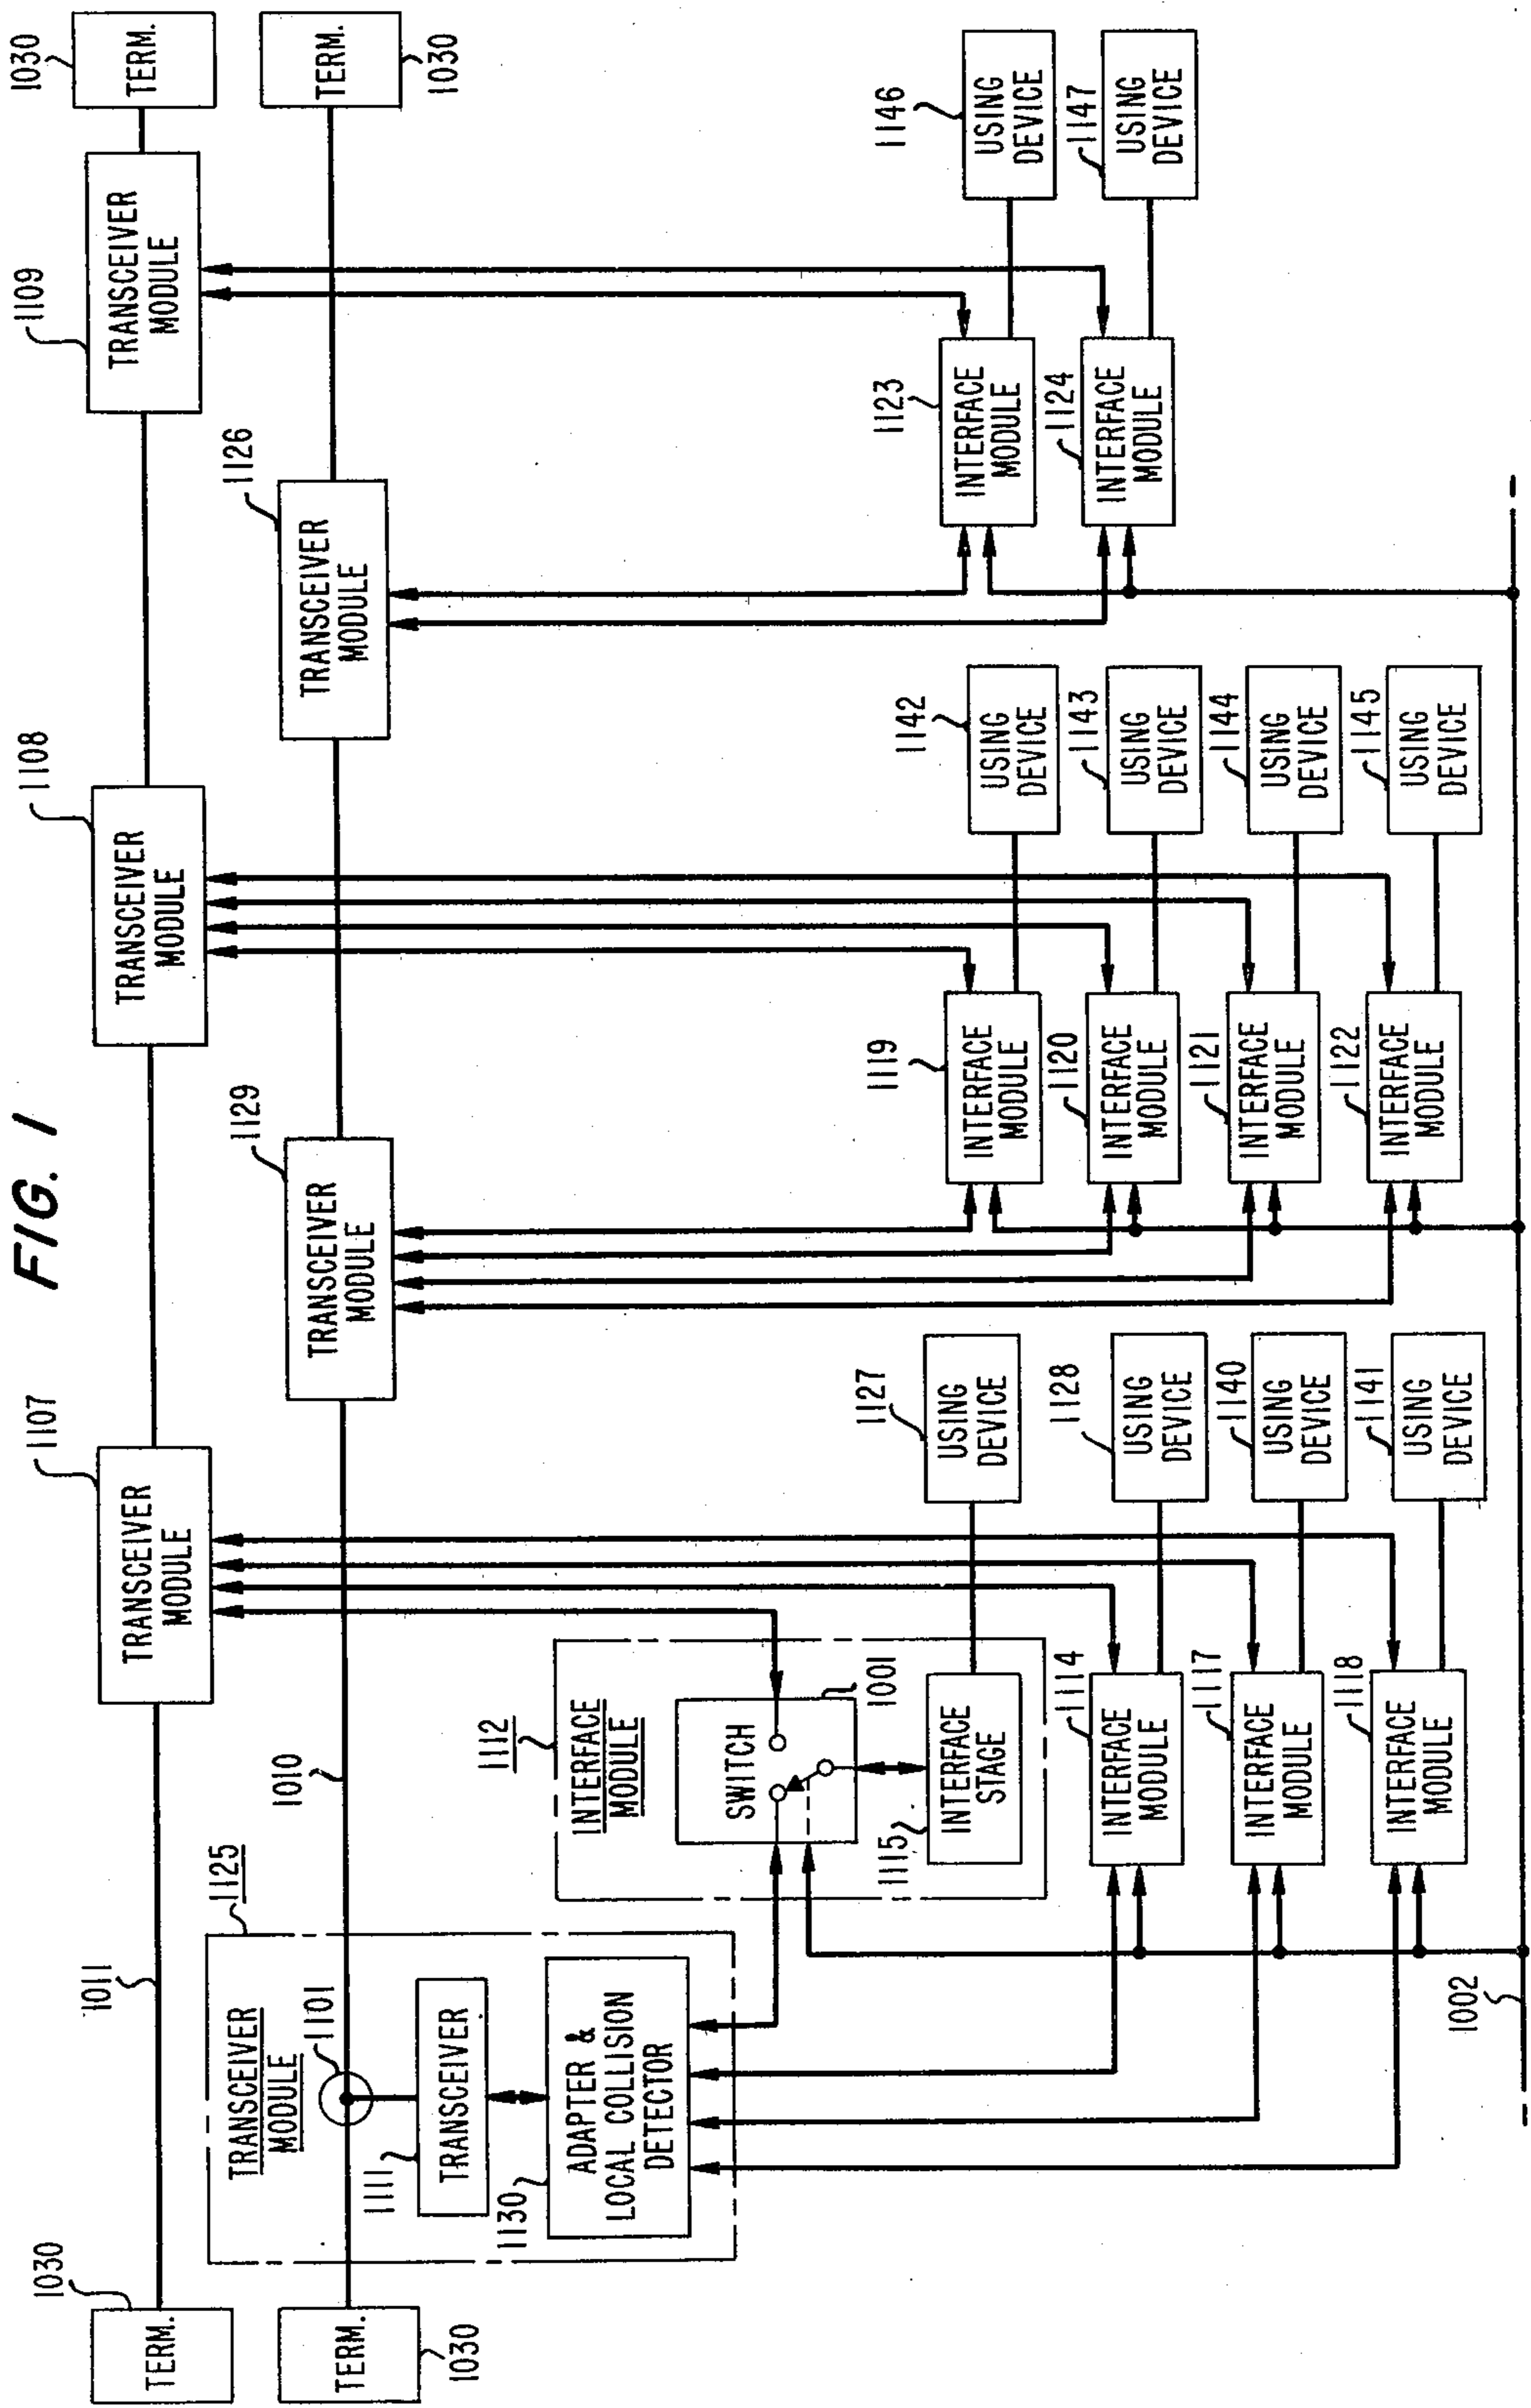 FIG. 1
1030
TERM.
1011
1107
TRANSCEIVER
MODULE
1108
TRANSCEIVER
MODULE
1109
TRANSCEIVER
MODULE
1030
TERM.
TERM.
1030
1125
TRANSCEIVER
MODULE
1101
1111
TRANSCEIVER
1130
ADAPTER &
LOCAL COLLISION
DETECTOR
1010
1129
TRANSCEIVER
MODULE
1126
TRANSCEIVER
MODULE
TERM.
1030
1112
INTERFACE
MODULE
SWITCH
1001
1115
INTERFACE
STAGE
1127
USING
DEVICE
1114
INTERFACE
MODULE
1128
USING
DEVICE
1117
INTERFACE
MODULE
1140
USING
DEVICE
1118
INTERFACE
MODULE
1141
USING
DEVICE
1119
INTERFACE
MODULE
1142
USING
DEVICE
1120
INTERFACE
MODULE
1143
USING
DEVICE
1121
INTERFACE
MODULE
1144
USING
DEVICE
1122
INTERFACE
MODULE
1145
USING
DEVICE
1123
INTERFACE
MODULE
1146
USING
DEVICE
1124
INTERFACE
MODULE
1147
USING
DEVICE
1002